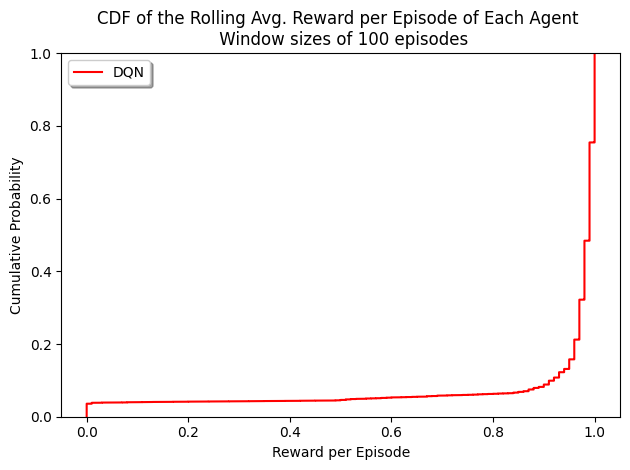 CDF of the Rolling Avg. Reward per Episode of Each Agent
Window sizes of 100 episodes
DQN
1.0
0.8
0.6
0.4
0.2
0.0
Cumulative Probability
0.0 0.2 0.4 0.6 0.8 1.0
Reward per Episode